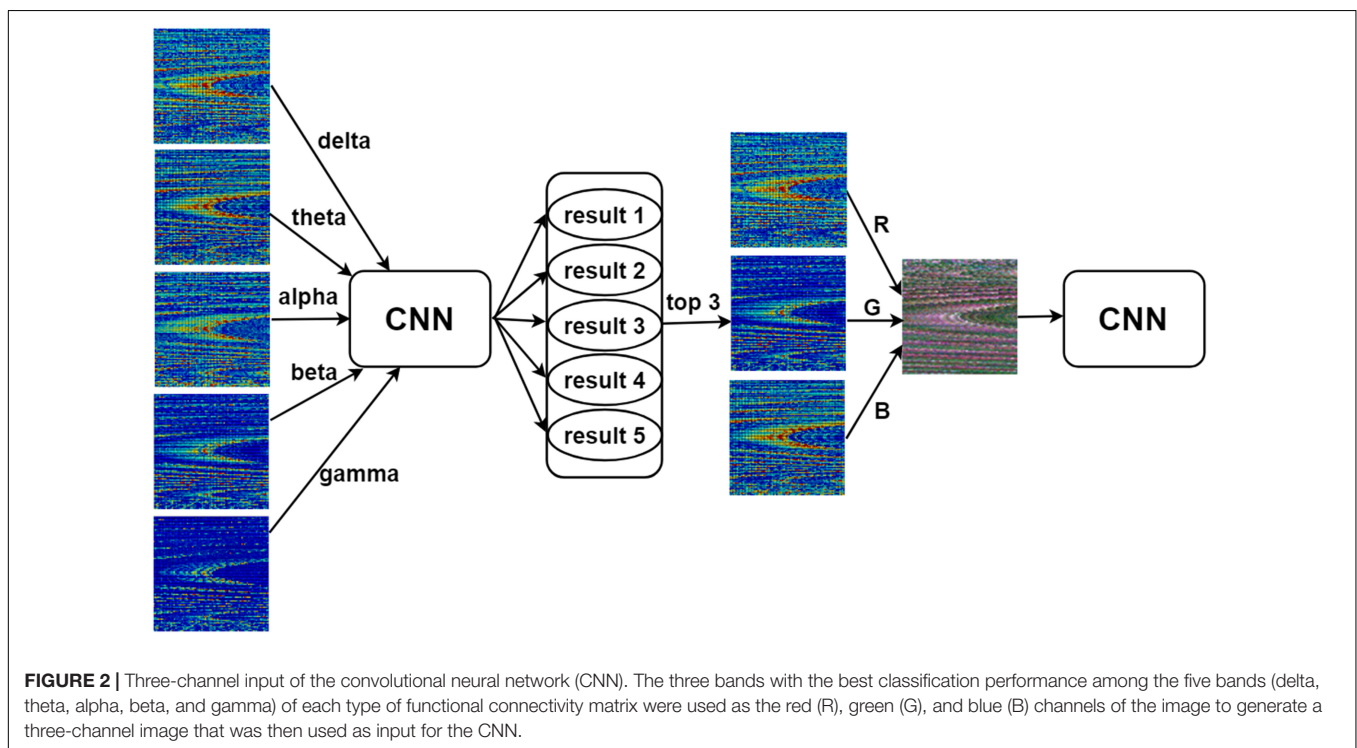 delta
theta
alpha
beta
gamma
CNN
result 1
result 2
result 3
result 4
result 5
top 3
R
G
B
CNN
FIGURE 2 | Three-channel input of the convolutional neural network (CNN). The three bands with the best classification performance among the five bands (delta,
theta, alpha, beta, and gamma) of each type of functional connectivity matrix were used as the red (R), green (G), and blue (B) channels of the image to generate a
three-channel image that was then used as input for the CNN.